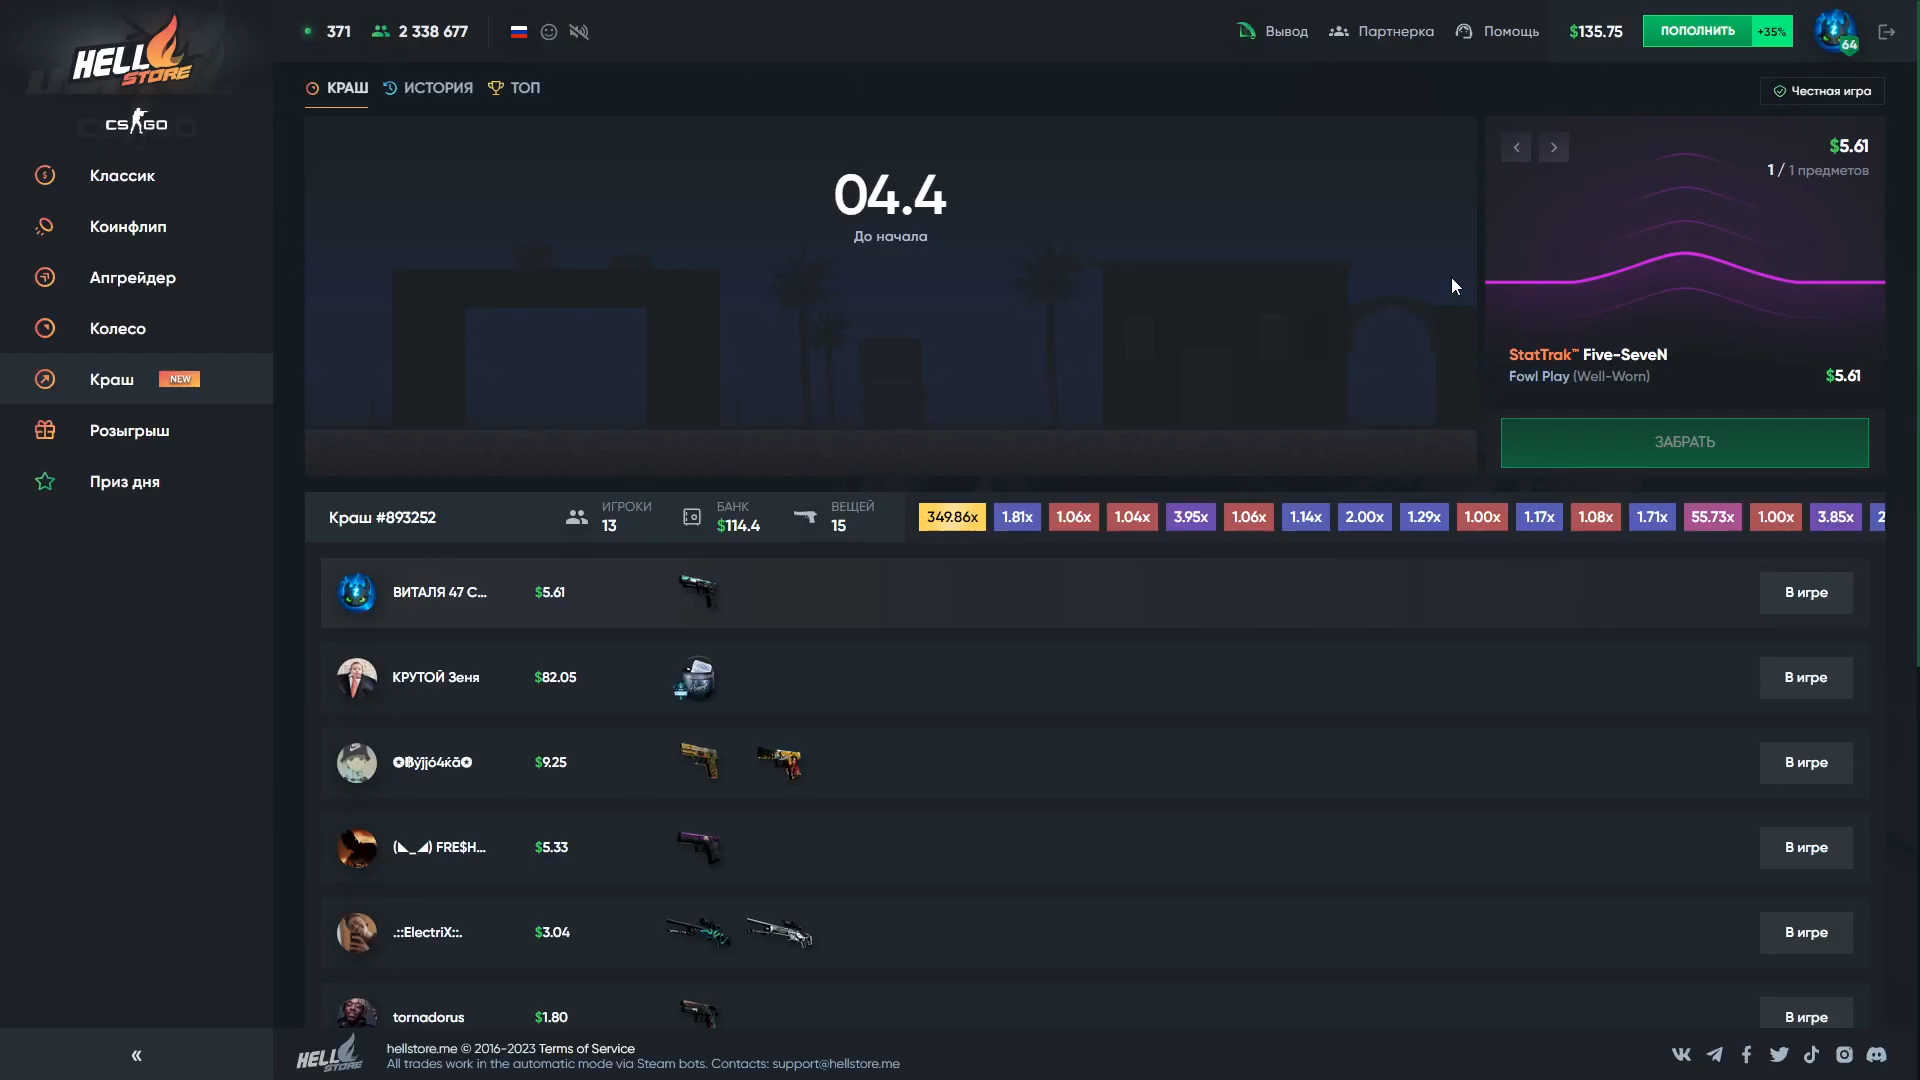 HELL
STORE
CS GO
371
2 338 677
Вывод
Партнерка
Помощь
$135.75
ПОПОЛНИТЬ
+35%
64
Классик
Коинфлип
Апгрейдер
Колесо
Краш NEW
Розыгрыш
Приз дня
КРАШ
ИСТОРИЯ
ТОП
Честная игра
04.4
До начала
$5.61
1 / 1 предметов
StatTrak™ Five-SeveN
Fowl Play (Well-Worn)
$5.61
ЗАБРАТЬ
Краш #893252
ИГРОКИ
13
БАНК
$114.4
ВЕЩЕЙ
15
349.86x 1.81x 1.06x 1.04x 3.95x 1.06x 1.14x 2.00x 1.29x 1.00x 1.17x 1.08x 1.71x 55.73x 1.00x 3.85x 2
ВИТАЛЯ 47 С... $5.61 В игре
КРУТОЙ Зеня $82.05 В игре
$9.25 В игре
(◣_◢) FRE$H... $5.33 В игре
.::ElectriX::. $3.04 В игре
tornadorus $1.80 В игре
«
HELL
STORE
hellstore.me © 2016-2023 Terms of Service
All trades work in the automatic mode via Steam bots. Contacts: support@hellstore.me